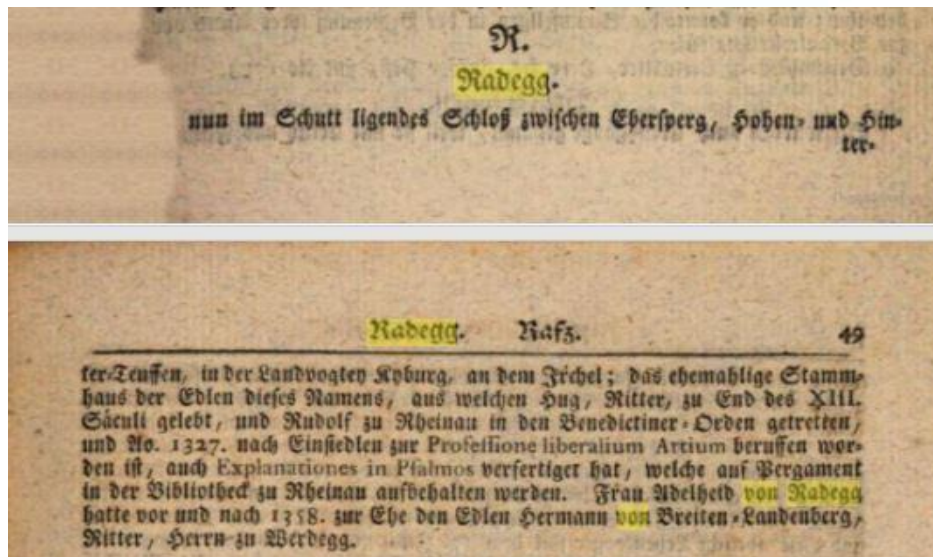 R.
Radegg.
nun im Schutt ligendes Schloß zwischen Ebersperg, Hohen- und Hin-
ter-
Radegg. Rafz. 49
ter-Teuffen, in der Landvogtey Kyburg, an dem Jrchel; das ehemahlige Stamm-
haus der Edlen dieses Namens, aus welchen Hug, Ritter, zu End des XIII.
Säculi gelebt, und Rudolf zu Rheinau in den Benedictiner-Orden getretten,
und Ao. 1327. nach Einsiedlen zur Professione liberalium Artium beruffen wor-
den ist, auch Explanationes in Psalmos verfertiget hat, welche auf Pergament
in der Bibliotheck zu Rheinau aufbehalten werden. Frau Adelheid von Radegg
hatte vor und nach 1358. zur Ehe den Edlen Hermann von Breiten-Landenberg,
Ritter, Herrn zu Werdegg.